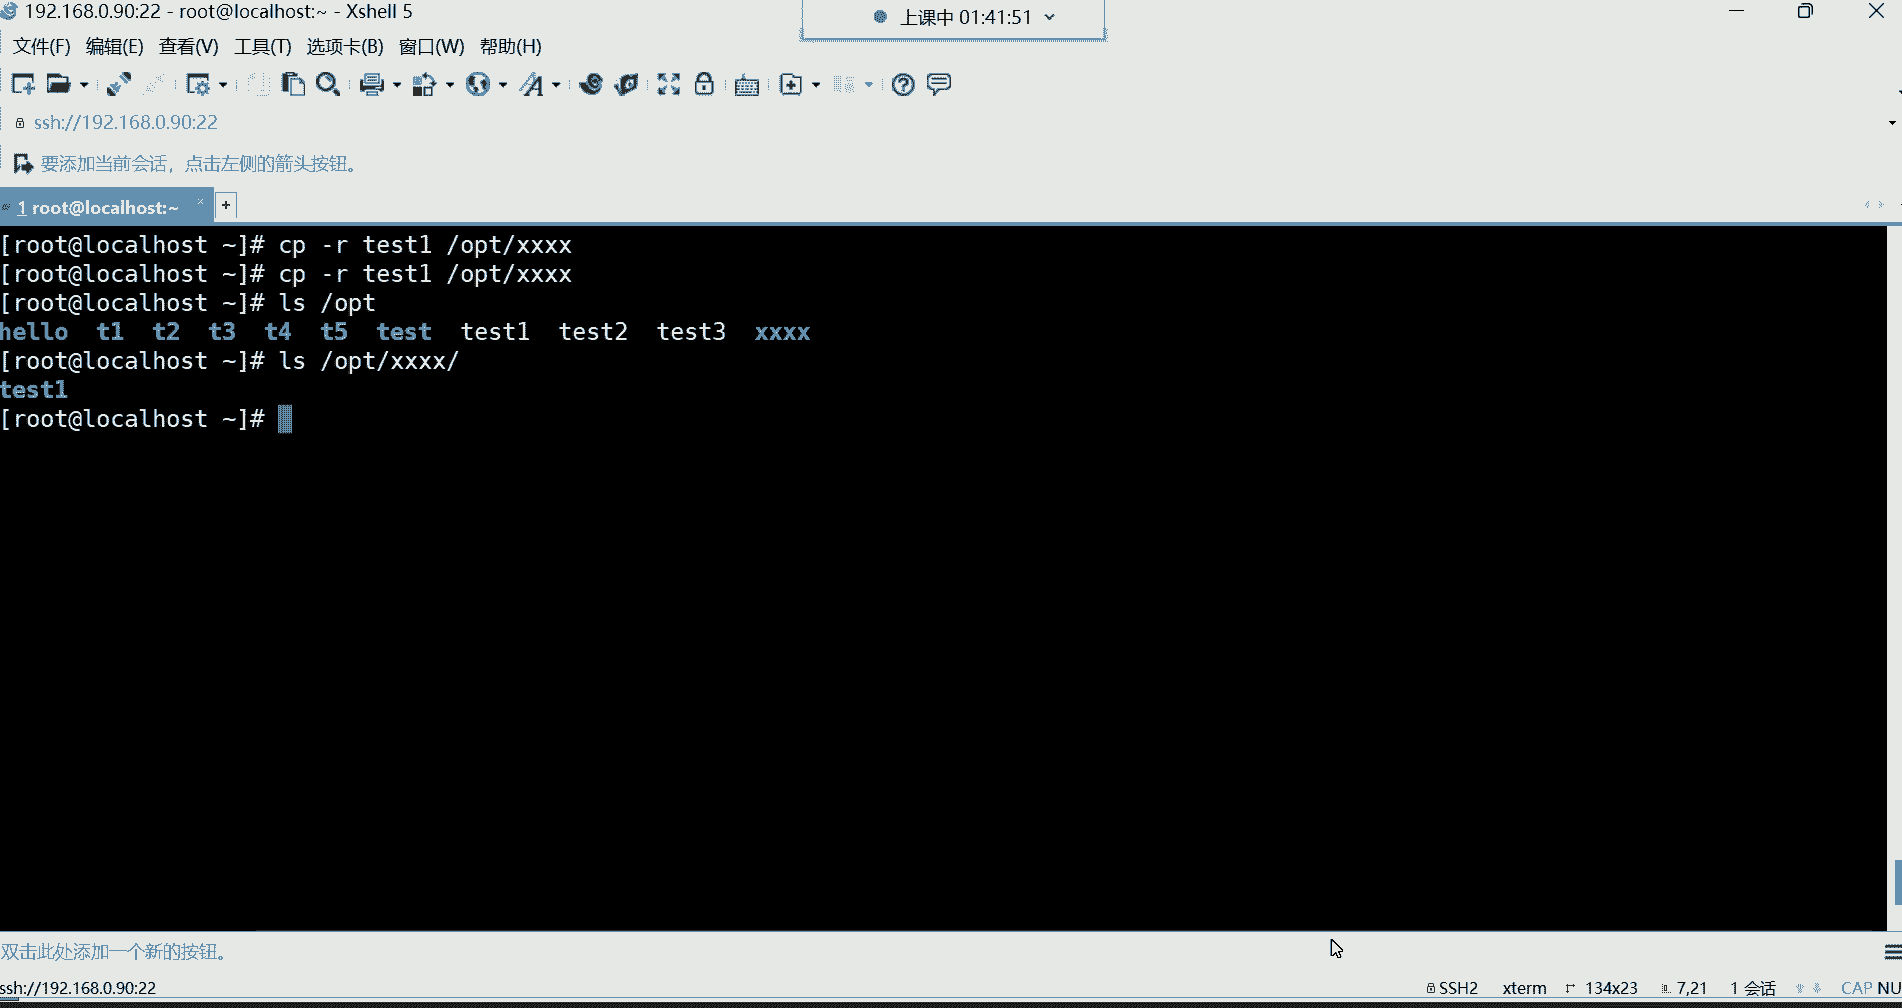 192.168.0.90:22 - root@localhost:~ - Xshell 5
上课中 01:41:51
文件(F) 编辑(E) 查看(V) 工具(T) 选项卡(B) 窗口(W) 帮助(H)
ssh://192.168.0.90:22
要添加当前会话，点击左侧的箭头按钮。
1 root@localhost:~
[root@localhost ~]# cp -r test1 /opt/xxxx
[root@localhost ~]# cp -r test1 /opt/xxxx
[root@localhost ~]# ls /opt
hello t1 t2 t3 t4 t5 test test1 test2 test3 xxxx
[root@localhost ~]# ls /opt/xxxx/
test1
[root@localhost ~]#
双击此处添加一个新的按钮。
ssh://192.168.0.90:22 SSH2 xterm 134x23 7,21 1 会话 CAP NU